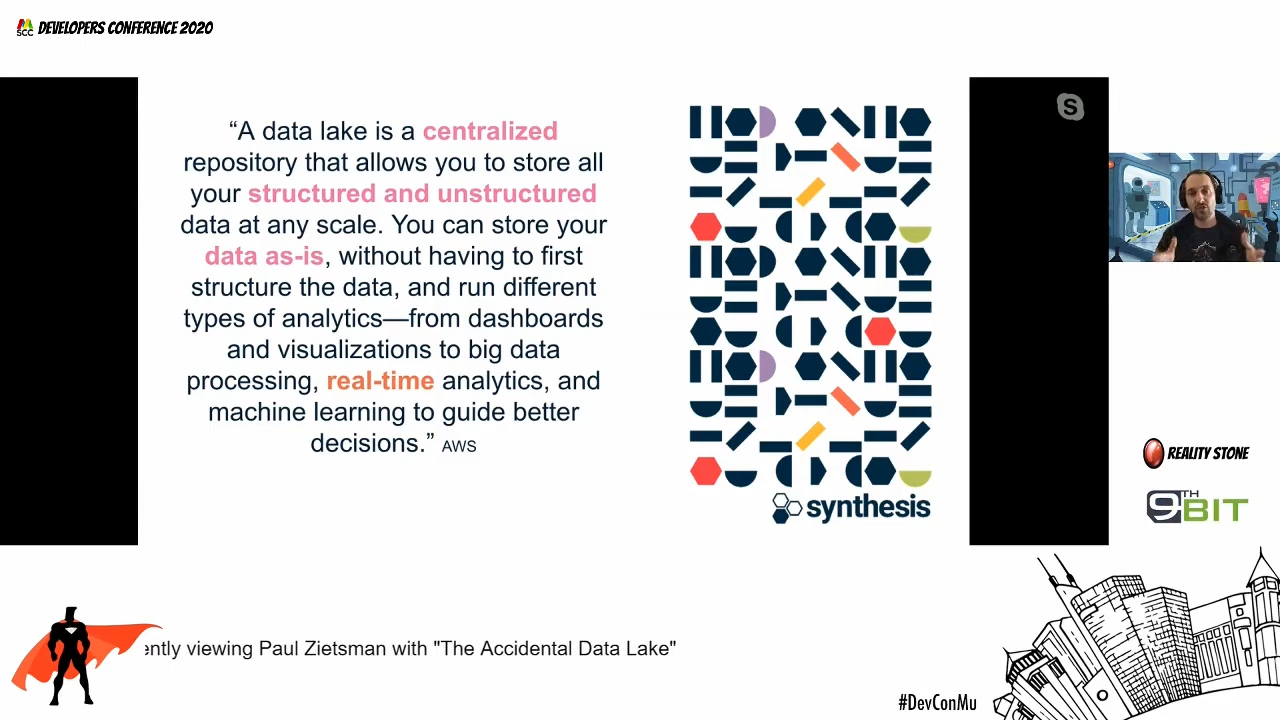 SCC DEVELOPERS CONFERENCE 2020
“A data lake is a centralized
repository that allows you to store all
your structured and unstructured
data at any scale. You can store your
data as-is, without having to first
structure the data, and run different
types of analytics—from dashboards
and visualizations to big data
processing, real-time analytics, and
machine learning to guide better
decisions.” AWS
synthesis
S
REALITY STONE
9TH BIT
ently viewing Paul Zietsman with "The Accidental Data Lake"
#DevConMu